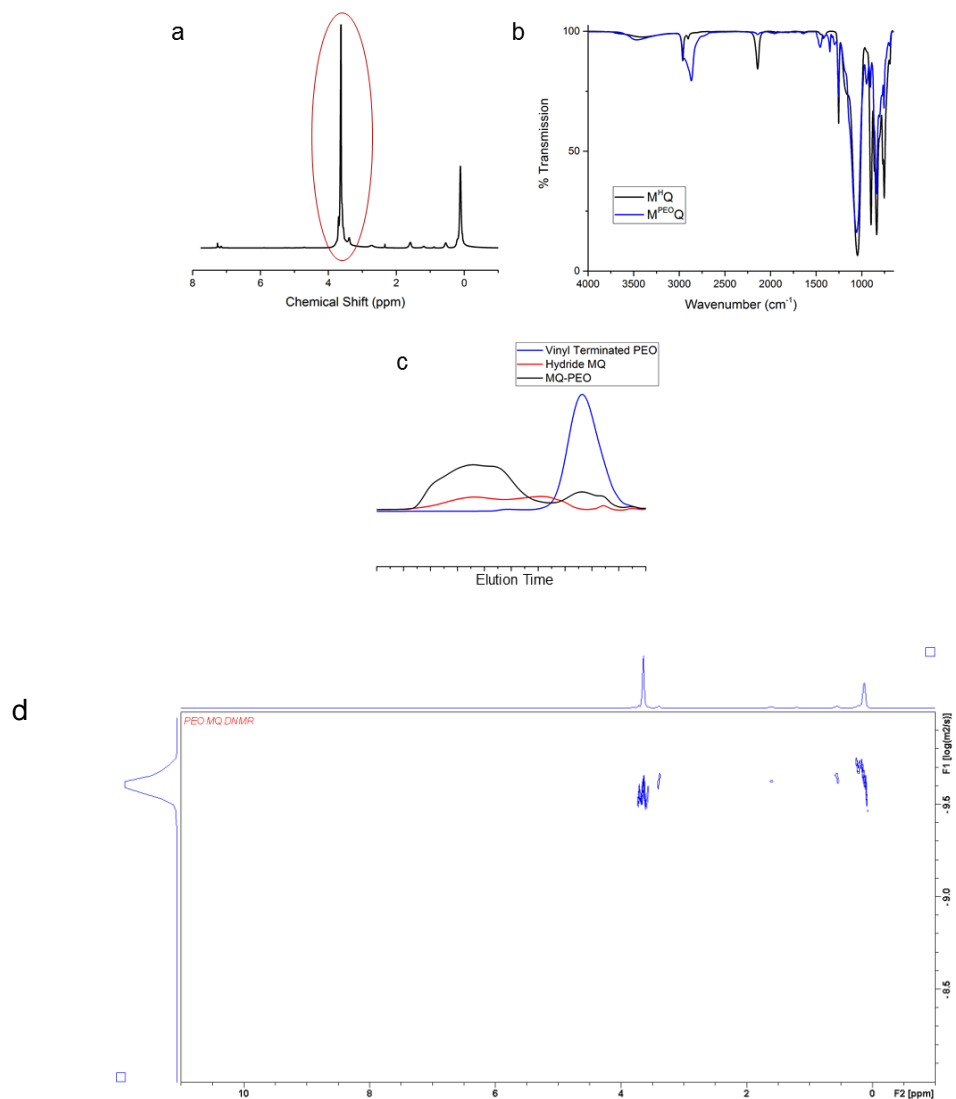 a
8 6 4 2 0
Chemical Shift (ppm)
b
100
50
0
% Transmission
M^HQ
M^PEOQ
4000 3500 3000 2500 2000 1500 1000
Wavenumber (cm⁻¹)
c
Vinyl Terminated PEO
Hydride MQ
MQ-PEO
Elution Time
d
PEO MQ DNMR
F1 [log(m2/s)]
- 9.5
- 9.0
- 8.5
10 8 6 4 2 0 F2 [ppm]